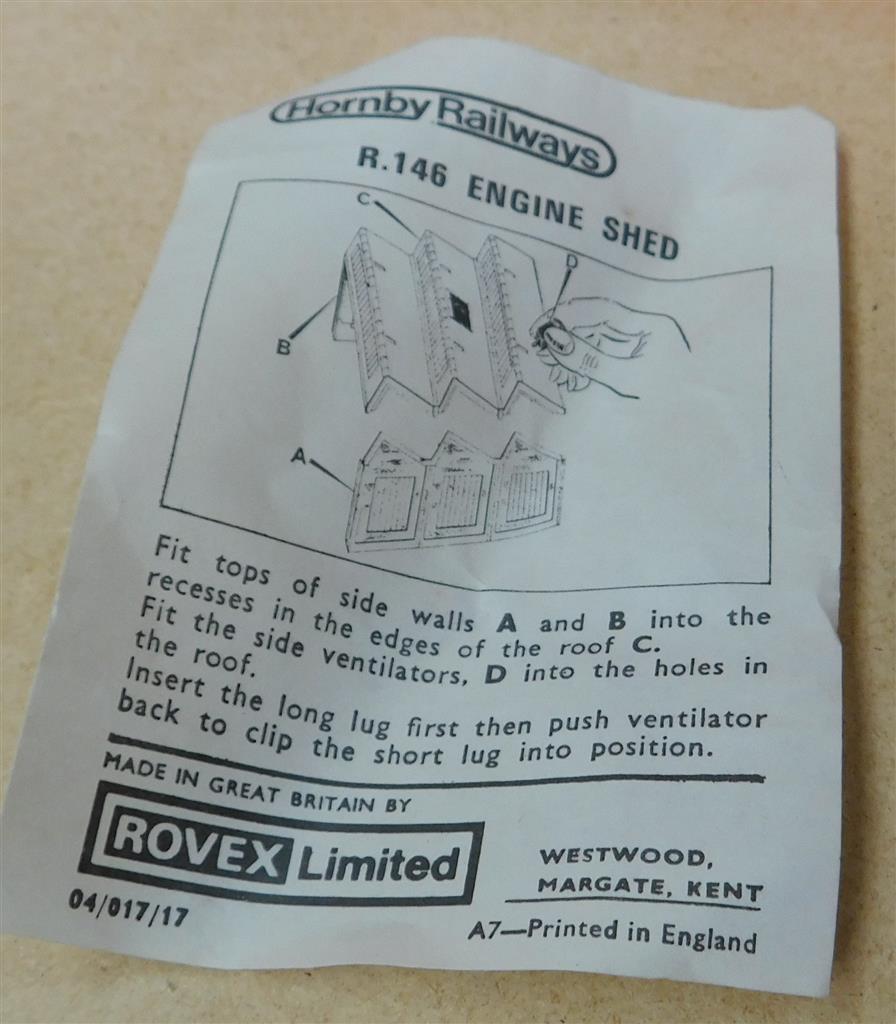 Hornby Railways
R.146 ENGINE SHED
C
D
B
A
Fit tops of side walls A and B into the
recesses in the edges of the roof C.
Fit the side ventilators, D into the holes in
the roof.
Insert the long lug first then push ventilator
back to clip the short lug into position.
MADE IN GREAT BRITAIN BY
ROVEX Limited
WESTWOOD,
MARGATE, KENT
04/017/17
A7—Printed in England